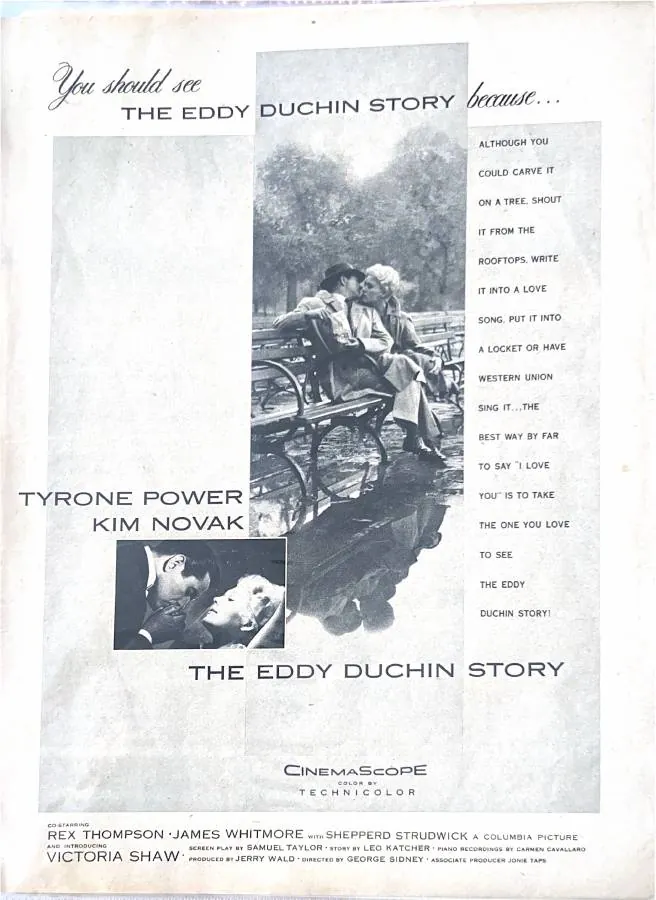 You should see
THE EDDY DUCHIN STORY because...
ALTHOUGH YOU
COULD CARVE IT
ON A TREE, SHOUT
IT FROM THE
ROOFTOPS, WRITE
IT INTO A LOVE
SONG, PUT IT INTO
A LOCKET OR HAVE
WESTERN UNION
SING IT...THE
BEST WAY BY FAR
TO SAY "I LOVE
YOU" IS TO TAKE
THE ONE YOU LOVE
TO SEE
THE EDDY
DUCHIN STORY!
TYRONE POWER
KIM NOVAK
THE EDDY DUCHIN STORY
CINEMASCOPE
COLOR BY
TECHNICOLOR
CO-STARRING
REX THOMPSON · JAMES WHITMORE WITH SHEPPERD STRUDWICK A COLUMBIA PICTURE
AND INTRODUCING
VICTORIA SHAW · SCREEN PLAY BY SAMUEL TAYLOR · STORY BY LEO KATCHER · PIANO RECORDINGS BY CARMEN CAVALLARO
PRODUCED BY JERRY WALD · DIRECTED BY GEORGE SIDNEY · ASSOCIATE PRODUCER JONIE TAPS